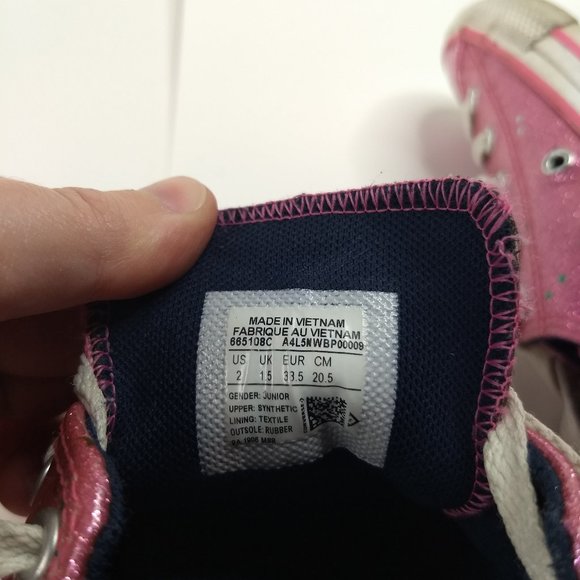 MADE IN VIETNAM
FABRIQUE AU VIETNAM
665108C A4L5NWBP00009
US UK EUR CM
2 1.5 33.5 20.5
GENDER: JUNIOR
UPPER: SYNTHETIC
LINING: TEXTILE
OUTSOLE: RUBBER